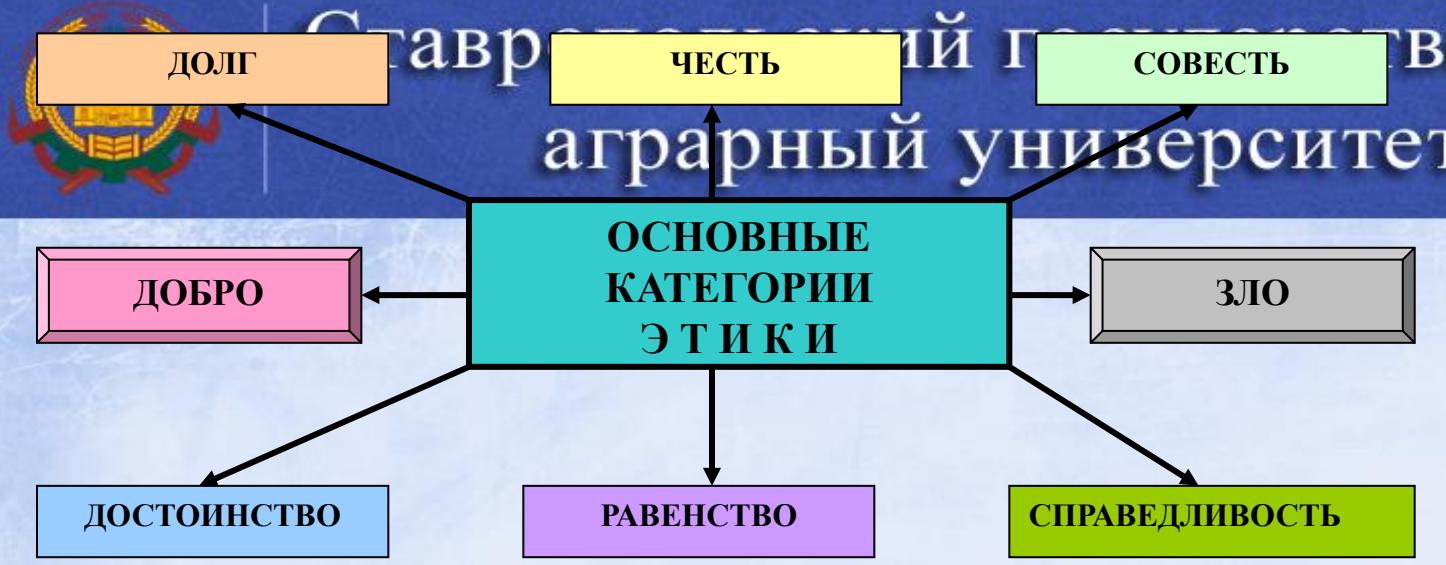 аграрный университет
ДОЛГ
ЧЕСТЬ
СОВЕСТЬ
ОСНОВНЫЕ
КАТЕГОРИИ
Э Т И К И
ДОБРО
ЗЛО
ДОСТОИНСТВО
РАВЕНСТВО
СПРАВЕДЛИВОСТЬ